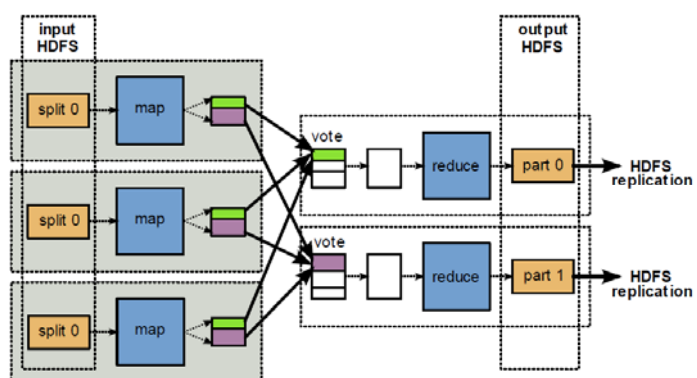 input
HDFS
output
HDFS
split 0
map
vote
reduce
part 0
HDFS
replication
split 0
map
vote
reduce
part 1
HDFS
replication
split 0
map